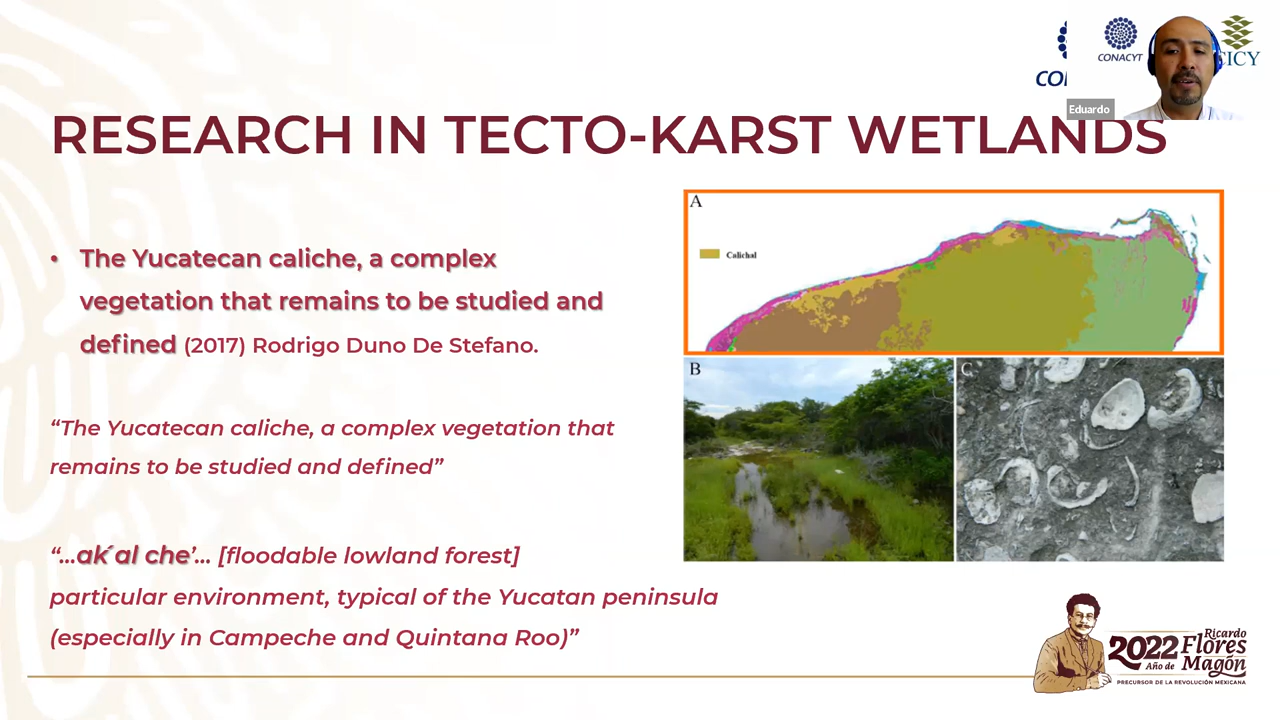 CONACYT
CICY
CO
Eduardo
RESEARCH IN TECTO-KARST WETLANDS
• The Yucatecan caliche, a complex
vegetation that remains to be studied and
defined (2017) Rodrigo Duno De Stefano.
“The Yucatecan caliche, a complex vegetation that
remains to be studied and defined”
“...ak´al che’... [floodable lowland forest]
particular environment, typical of the Yucatan peninsula
(especially in Campeche and Quintana Roo)”
A
Calichal
B
C
2022
Año de
Ricardo
Flores
Magón
PRECURSOR DE LA REVOLUCIÓN MEXICANA